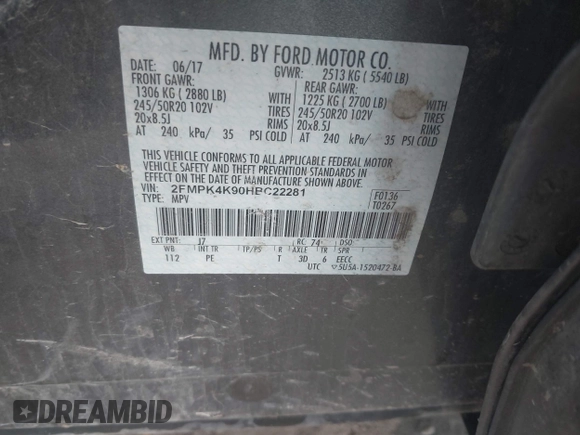 MFD. BY FORD MOTOR CO.
DATE: 06/17 GVWR: 2513 KG ( 5540 LB)
FRONT GAWR: REAR GAWR:
1306 KG ( 2880 LB) WITH 1225 KG ( 2700 LB) WITH
245/50R20 102V TIRES 245/50R20 102V TIRES
20x8.5J RIMS 20x8.5J RIMS
AT 240 kPa/ 35 PSI COLD AT 240 kPa/ 35 PSI COLD
THIS VEHICLE CONFORMS TO ALL APPLICABLE FEDERAL MOTOR
VEHICLE SAFETY AND THEFT PREVENTION STANDARDS IN
EFFECT ON THE DATE OF MANUFACTURE SHOWN ABOVE.
VIN: 2FMPK4K90HBC22281 F0136
TYPE: MPV T0267
EXT PNT: J7 RC: 74 DSO:
WB INT TR TP/PS R AXLE TR SPR
112 PE T 3D 6 EECC
UTC 5U5A-1520472-BA
DREAMBID